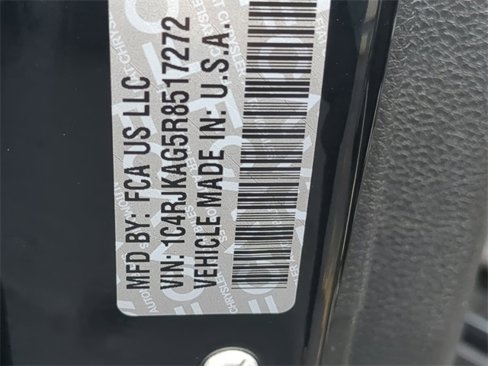 MFD BY: FCA US LLC
VIN: 1C4RJKAG5R8517272
VEHICLE MADE IN: U.S.A.